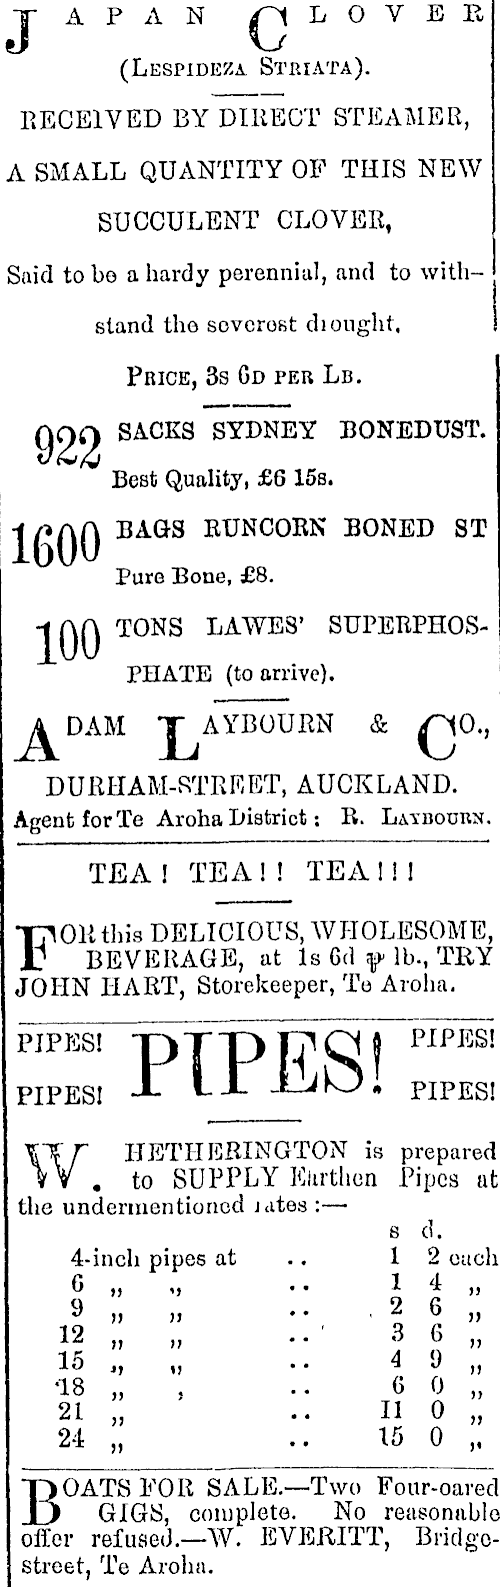 JAPAN CLOVER
(LESPIDEZA STRIATA).
RECEIVED BY DIRECT STEAMER,
A SMALL QUANTITY OF THIS NEW
SUCCULENT CLOVER,
Said to be a hardy perennial, and to with-
stand the severest drought.
PRICE, 3S 6D PER LB.
922 SACKS SYDNEY BONEDUST.
Best Quality, £6 15s.
1600 BAGS RUNCORN BONED ST
Pure Bone, £8.
100 TONS LAWES' SUPERPHOS-
PHATE (to arrive).
ADAM LAYBOURN & CO.,
DURHAM-STREET, AUCKLAND.
Agent for Te Aroha District: R. LAYBOURN.
TEA! TEA!! TEA!!!
FOR this DELICIOUS, WHOLESOME,
BEVERAGE, at 1s 6d ⅌ lb., TRY
JOHN HART, Storekeeper, Te Aroha.
PIPES! PIPES! PIPES!
PIPES! PIPES!
W. HETHERINGTON is prepared
to SUPPLY Earthen Pipes at
the undermentioned rates :—
s d.
4-inch pipes at .. 1 2 each
6 „ „ .. 1 4 „
9 „ „ .. 2 6 „
12 „ „ .. 3 6 „
15 „ „ .. 4 9 „
18 „ , .. 6 0 „
21 „ .. 11 0 „
24 „ .. 15 0 „
BOATS FOR SALE.—Two Four-oared
GIGS, complete. No reasonable
offer refused.—W. EVERITT, Bridge-
street, Te Aroha.